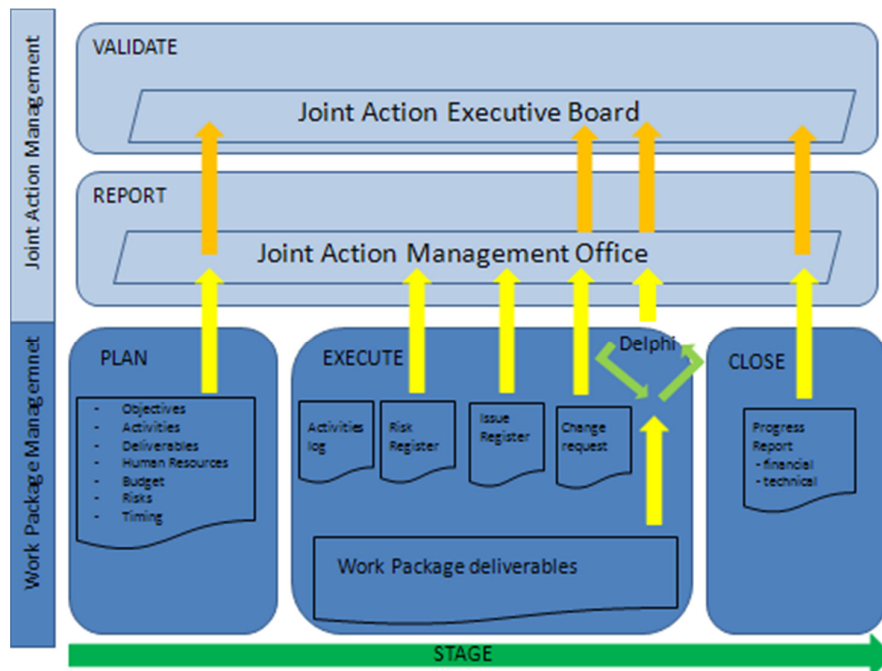 Joint Action Management
VALIDATE
Joint Action Executive Board
REPORT
Joint Action Management Office
Work Package Managemnet
PLAN
- Objectives
- Activities
- Deliverables
- Human Resources
- Budget
- Risks
- Timing
EXECUTE
Delphi
Activities
log
Risk
Register
Issue
Register
Change
request
Work Package deliverables
CLOSE
Progress
Report
- financial
- technical
STAGE